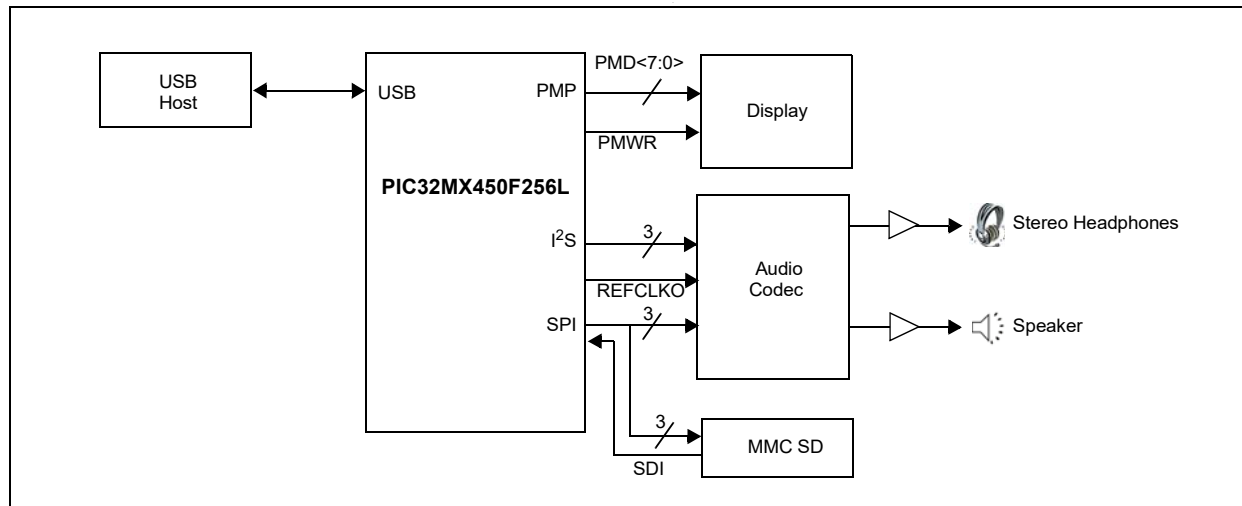 USB
Host
USB
PMP
PMD<7:0>
PMWR
Display
PIC32MX450F256L
I²S
3
REFCLKO
SPI
3
Audio
Codec
Stereo Headphones
Speaker
3
SDI
MMC SD